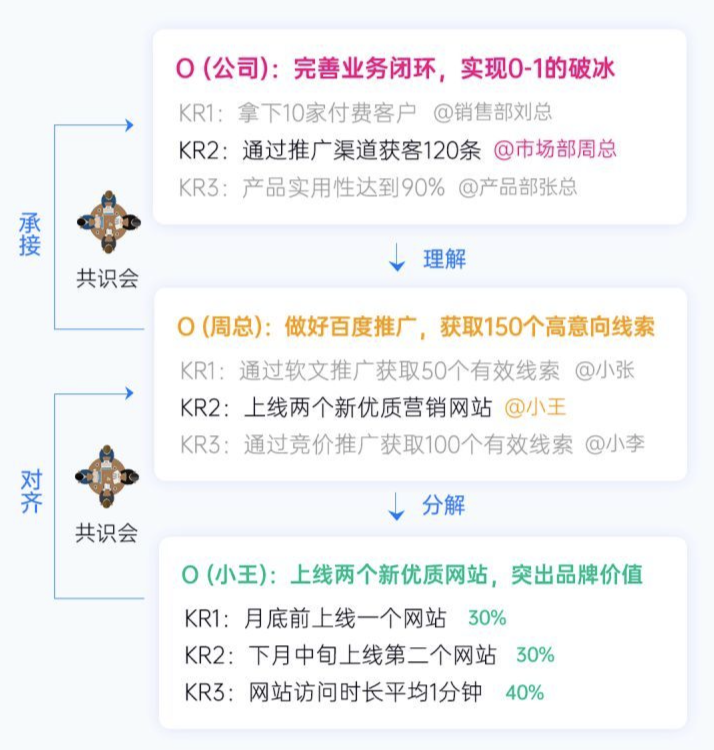 O (公司)：完善业务闭环，实现0-1的破冰
KR1：拿下10家付费客户 @销售部刘总
KR2：通过推广渠道获客120条 @市场部周总
KR3：产品实用性达到90% @产品部张总
承接
共识会
理解
O (周总)：做好百度推广，获取150个高意向线索
KR1：通过软文推广获取50个有效线索 @小张
KR2：上线两个新优质营销网站 @小王
KR3：通过竞价推广获取100个有效线索 @小李
对齐
共识会
分解
O (小王)：上线两个新优质网站，突出品牌价值
KR1：月底前上线一个网站 30%
KR2：下月中旬上线第二个网站 30%
KR3：网站访问时长平均1分钟 40%